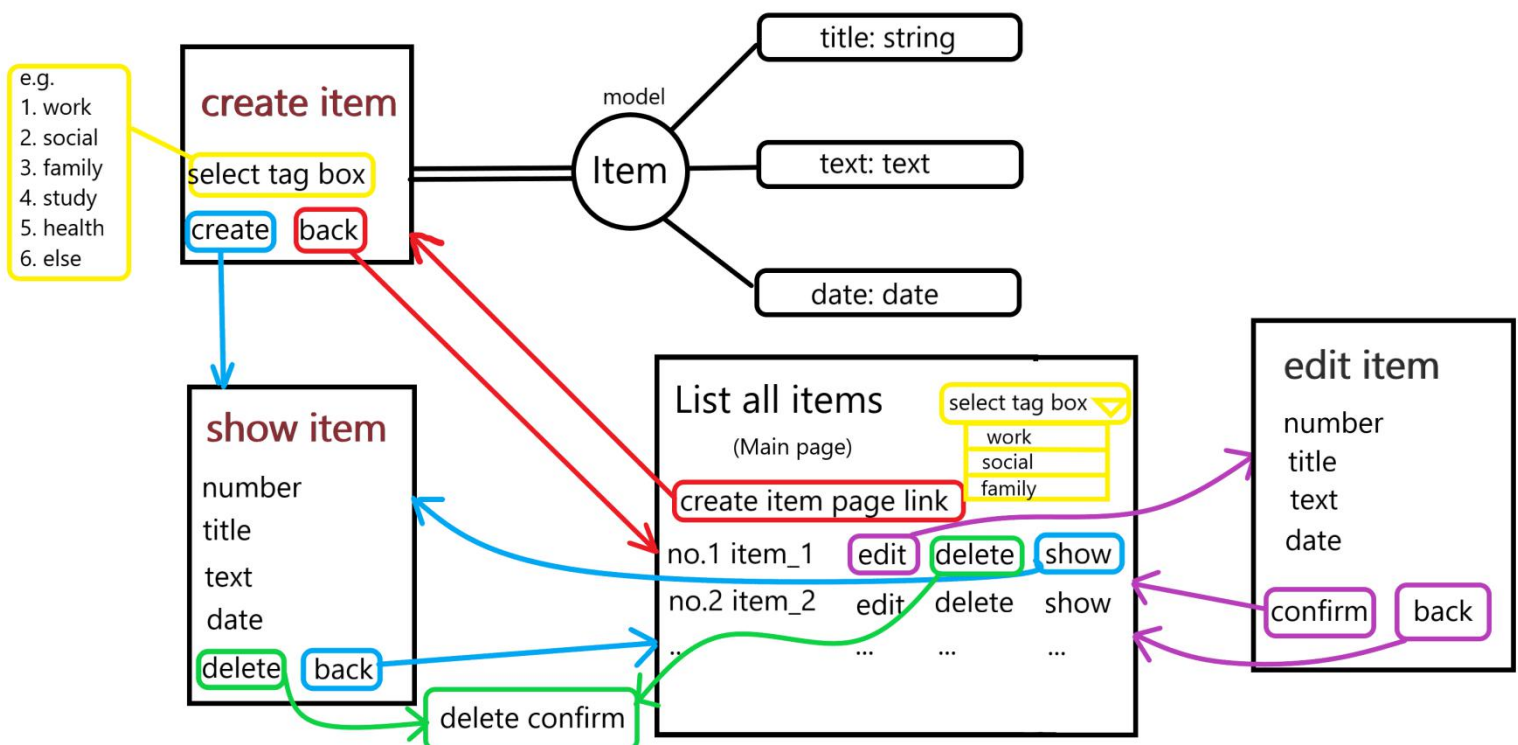 e.g.
1. work
2. social
3. family
4. study
5. health
6. else
create item
select tag box
create back
model
Item
title: string
text: text
date: date
show item
number
title
text
date
delete back
delete confirm
List all items
(Main page)
select tag box
work
social
family
create item page link
no.1 item_1 edit delete show
no.2 item_2 edit delete show
.. ... ... ...
edit item
number
title
text
date
confirm back